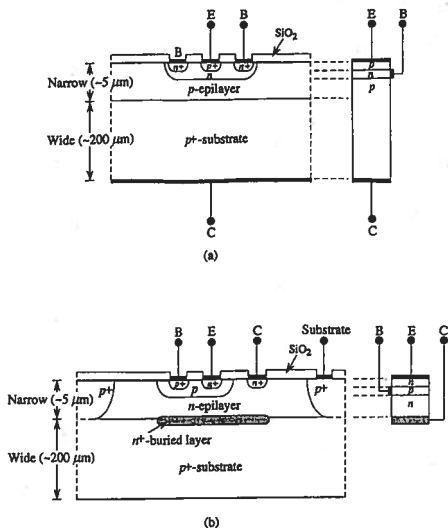 E
B
B
SiO2
E
B
n+
p+
n+
n
p
n
p
Narrow (~5 μm)
p-epilayer
Wide (~200 μm)
p+-substrate
C
C
(a)
B
E
C
Substrate
SiO2
B
E
C
p+
p+
p
n+
n+
p+
n
p
n
Narrow (~5 μm)
n-epilayer
n+-buried layer
Wide (~200 μm)
p+-substrate
(b)